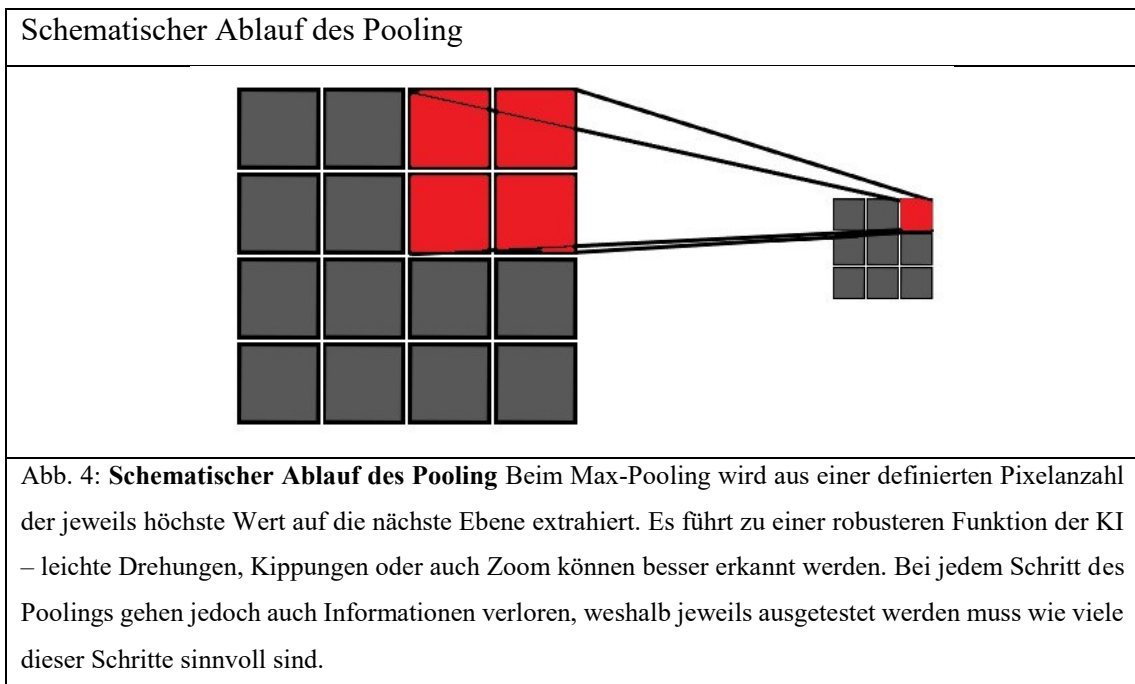 Schematischer Ablauf des Pooling
Abb. 4: Schematischer Ablauf des Pooling Beim Max-Pooling wird aus einer definierten Pixelanzahl
der jeweils höchste Wert auf die nächste Ebene extrahiert. Es führt zu einer robusteren Funktion der KI
– leichte Drehungen, Kippungen oder auch Zoom können besser erkannt werden. Bei jedem Schritt des
Poolings gehen jedoch auch Informationen verloren, weshalb jeweils ausgetestet werden muss wie viele
dieser Schritte sinnvoll sind.